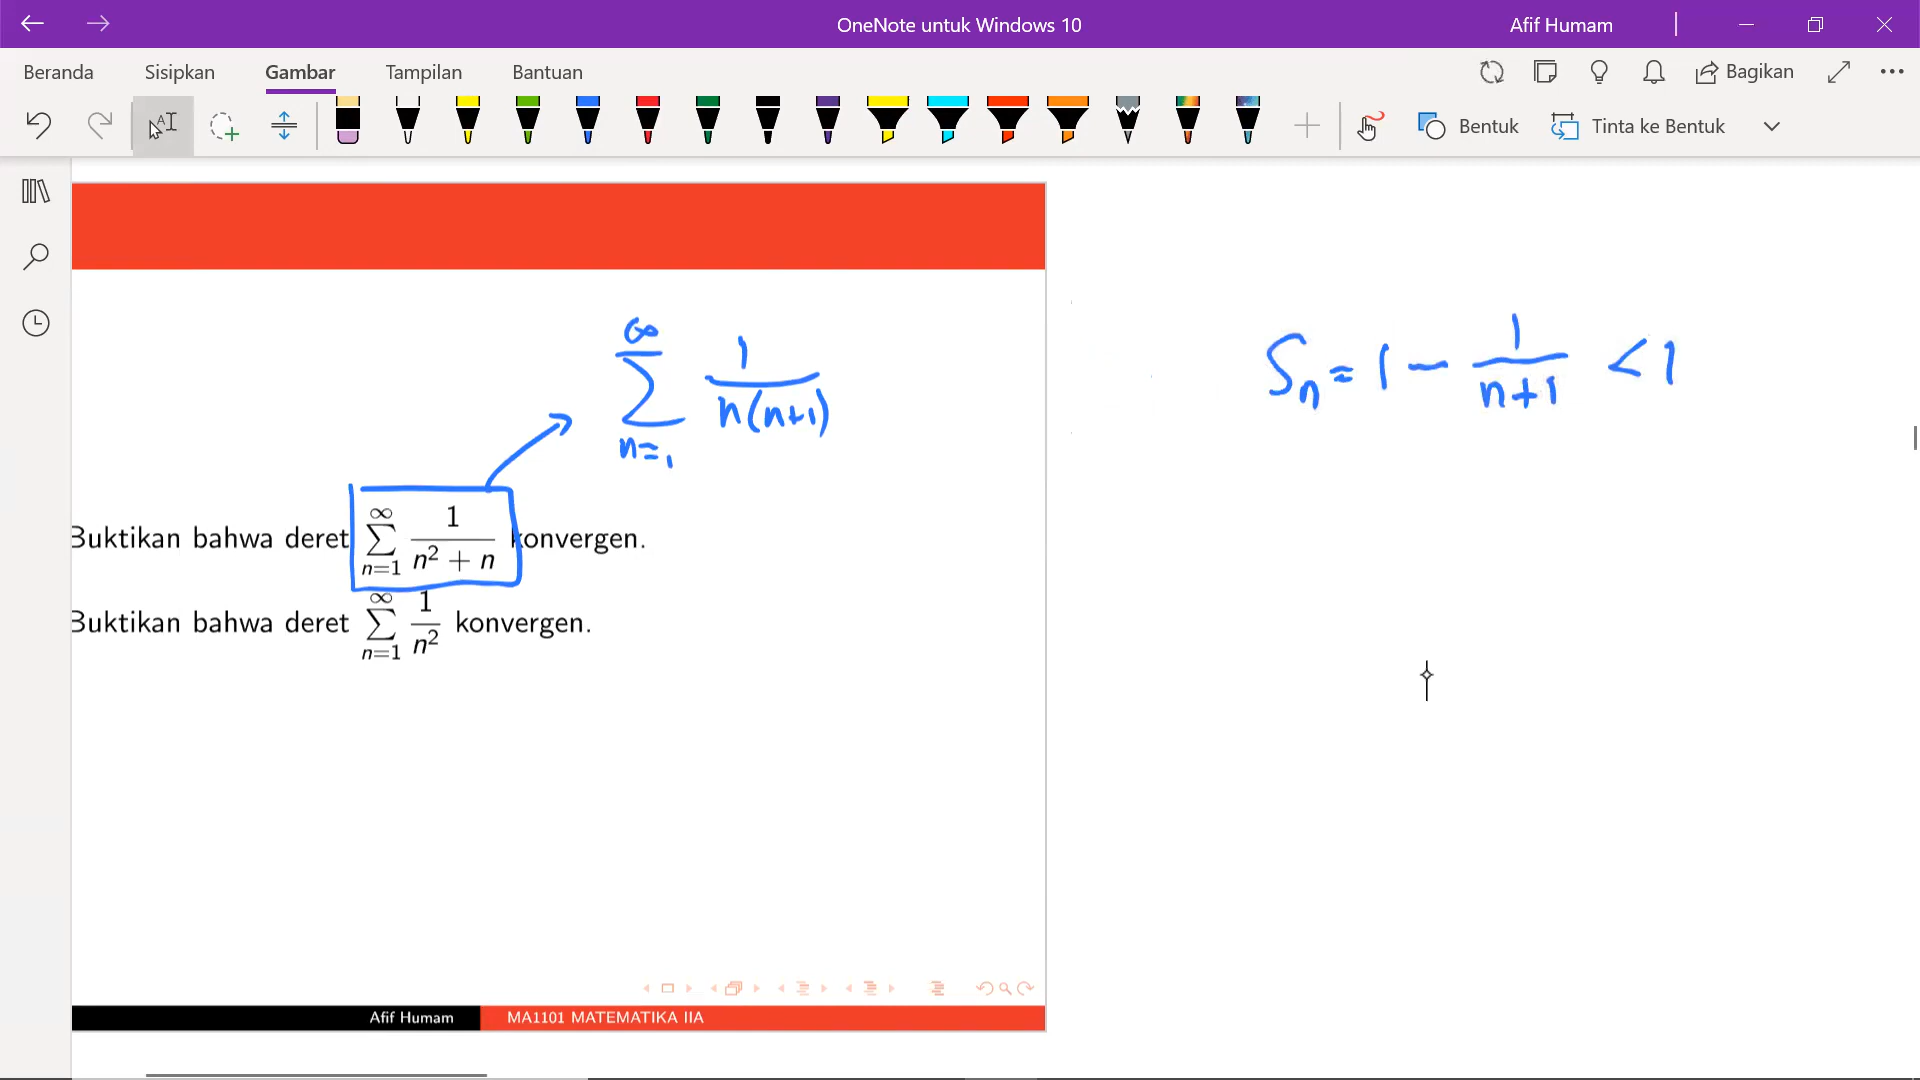 OneNote untuk Windows 10
Afif Humam
Beranda Sisipkan Gambar Tampilan Bantuan
Bagikan
Bentuk
Tinta ke Bentuk
∞ ∑ n=1 1/(n(n+1))
Sn = 1 − 1/(n+1) < 1
Buktikan bahwa deret ∞ ∑ n=1 1/(n² + n) konvergen.
Buktikan bahwa deret ∞ ∑ n=1 1/n² konvergen.
Afif Humam MA1101 MATEMATIKA IIA